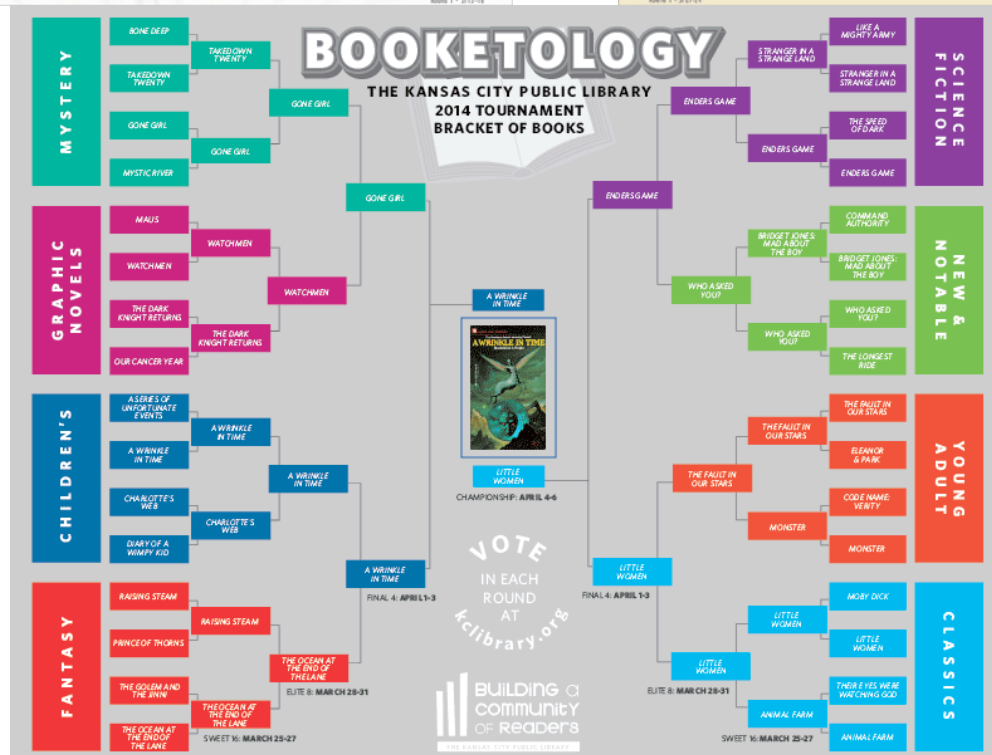 BOOKETOLOGY
THE KANSAS CITY PUBLIC LIBRARY
2014 TOURNAMENT
BRACKET OF BOOKS
MYSTERY
BONE DEEP
TAKEDOWN
TWENTY
GONE GIRL
MYSTIC RIVER
TAKEDOWN
TWENTY
GONE GIRL
GONE GIRL
GONE GIRL
GRAPHIC
NOVELS
MAUS
WATCHMEN
THE DARK
KNIGHT RETURNS
OUR CANCER YEAR
WATCHMEN
THE DARK
KNIGHT RETURNS
WATCHMEN
CHILDREN'S
A SERIES OF
UNFORTUNATE
EVENTS
A WRINKLE
IN TIME
CHARLOTTE'S
WEB
DIARY OF A
WIMPY KID
A WRINKLE
IN TIME
CHARLOTTE'S
WEB
A WRINKLE
IN TIME
A WRINKLE
IN TIME
FINAL 4: APRIL 1-3
FANTASY
RAISING STEAM
PRINCE OF THORNS
THE GOLEM AND
THE JINNI
THE OCEAN AT
THE END OF
THE LANE
RAISING STEAM
THE OCEAN AT
THE END OF
THE LANE
SWEET 16: MARCH 25-27
THE OCEAN AT
THE END OF
THE LANE
ELITE 8: MARCH 28-31
A WRINKLE
IN TIME
A WRINKLE IN TIME
LITTLE
WOMEN
CHAMPIONSHIP: APRIL 4-6
VOTE
IN EACH
ROUND
AT
kclibrary.org
BUILDING a
community
OF ReadeRS
THE KANSAS CITY PUBLIC LIBRARY
SCIENCE
FICTION
LIKE A
MIGHTY ARMY
STRANGER IN A
STRANGE LAND
THE SPEED
OF DARK
ENDERS GAME
STRANGER IN A
STRANGE LAND
ENDERS GAME
ENDERS GAME
ENDERS GAME
NEW &
NOTABLE
COMMAND
AUTHORITY
BRIDGET JONES:
MAD ABOUT
THE BOY
WHO ASKED
YOU?
THE LONGEST
RIDE
BRIDGET JONES:
MAD ABOUT
THE BOY
WHO ASKED
YOU?
WHO ASKED
YOU?
YOUNG
ADULT
THE FAULT IN
OUR STARS
ELEANOR
& PARK
CODE NAME:
VERITY
MONSTER
THE FAULT IN
OUR STARS
MONSTER
THE FAULT IN
OUR STARS
LITTLE
WOMEN
FINAL 4: APRIL 1-3
CLASSICS
MOBY DICK
LITTLE
WOMEN
THEIR EYES WERE
WATCHING GOD
ANIMAL FARM
LITTLE
WOMEN
ANIMAL FARM
SWEET 16: MARCH 25-27
LITTLE
WOMEN
ELITE 8: MARCH 28-31